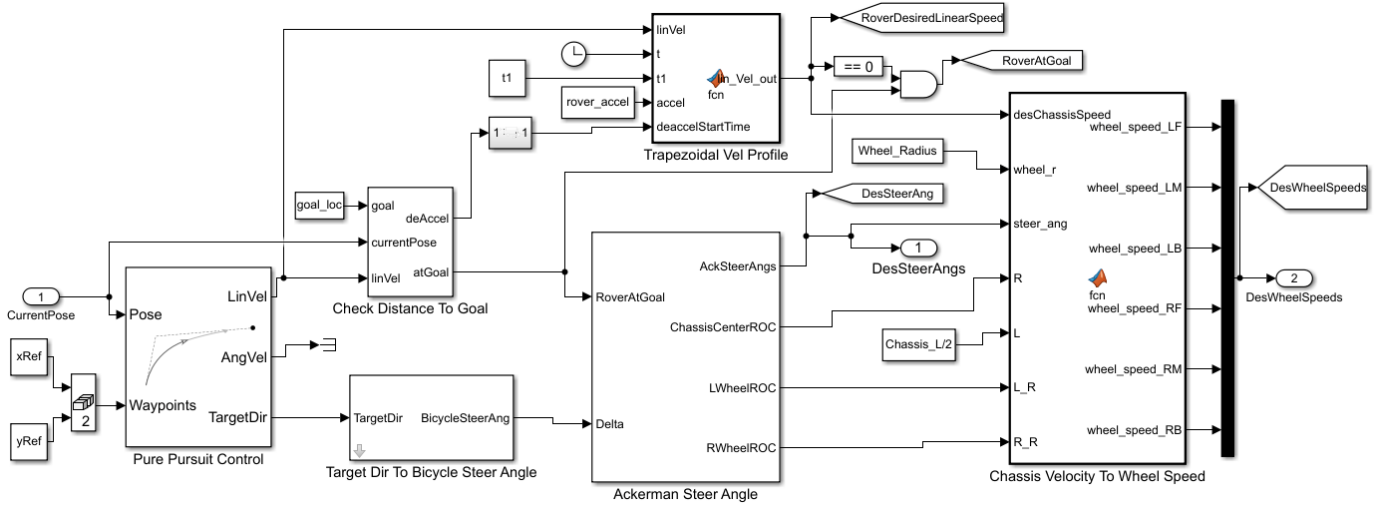 linVel
t
t1
accel
deaccelStartTime
lin_Vel_out
fcn
Trapezoidal Vel Profile
t1
rover_accel
1
1
RoverDesiredLinearSpeed
== 0
RoverAtGoal
goal_loc
goal
currentPose
linVel
deAccel
atGoal
Check Distance To Goal
1
CurrentPose
xRef
yRef
2
Pose
Waypoints
LinVel
AngVel
TargetDir
Pure Pursuit Control
TargetDir
BicycleSteerAng
Target Dir To Bicycle Steer Angle
RoverAtGoal
Delta
AckSteerAngs
ChassisCenterROC
LWheelROC
RWheelROC
Ackerman Steer Angle
DesSteerAng
1
DesSteerAngs
Wheel_Radius
Chassis_L/2
desChassisSpeed
wheel_r
steer_ang
R
L
L_R
R_R
fcn
wheel_speed_LF
wheel_speed_LM
wheel_speed_LB
wheel_speed_RF
wheel_speed_RM
wheel_speed_RB
Chassis Velocity To Wheel Speed
DesWheelSpeeds
2
DesWheelSpeeds